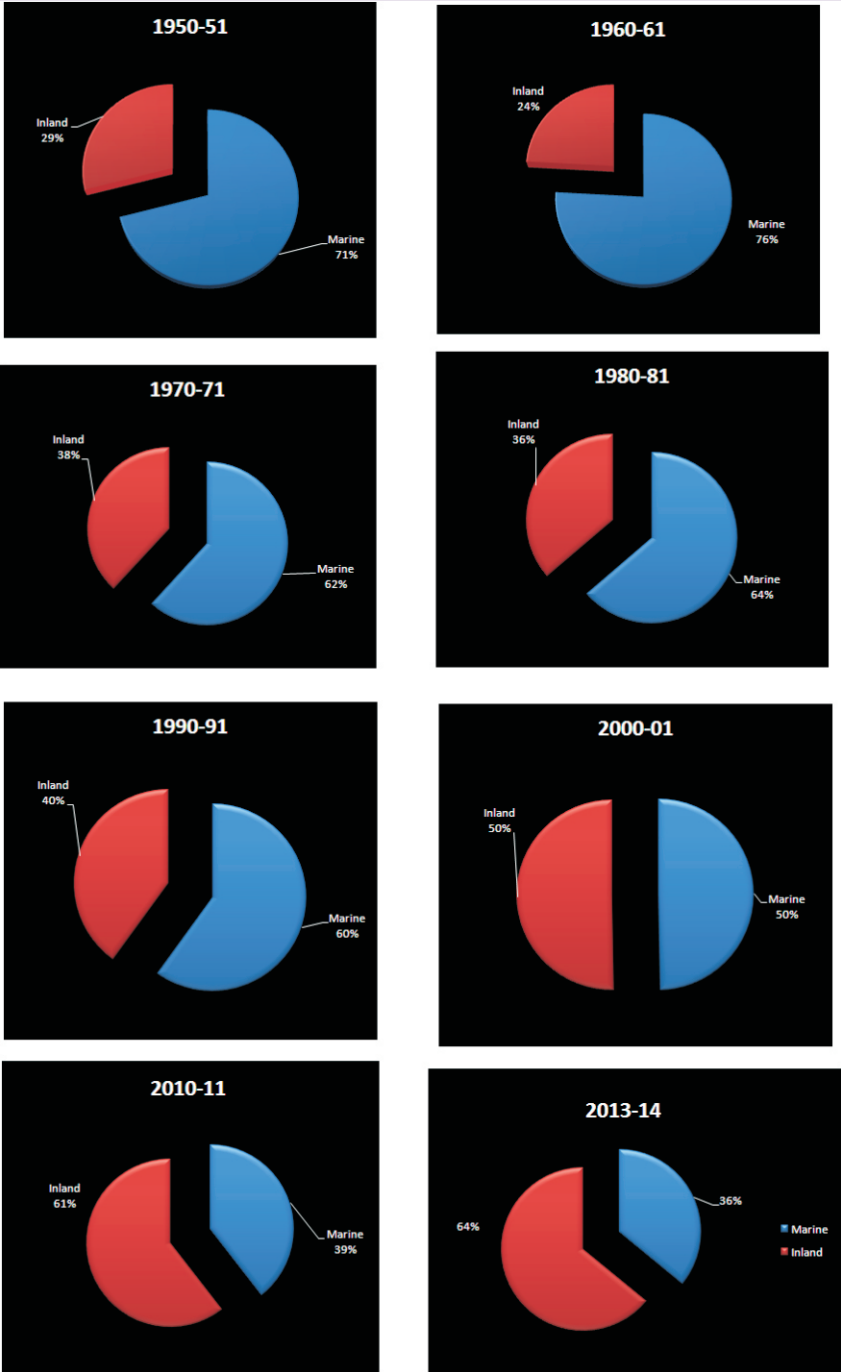 1950-51
Inland
29%
Marine
71%
1960-61
Inland
24%
Marine
76%
1970-71
Inland
38%
Marine
62%
1980-81
Inland
36%
Marine
64%
1990-91
Inland
40%
Marine
60%
2000-01
Inland
50%
Marine
50%
2010-11
Inland
61%
Marine
39%
2013-14
36%
64%
Marine
Inland